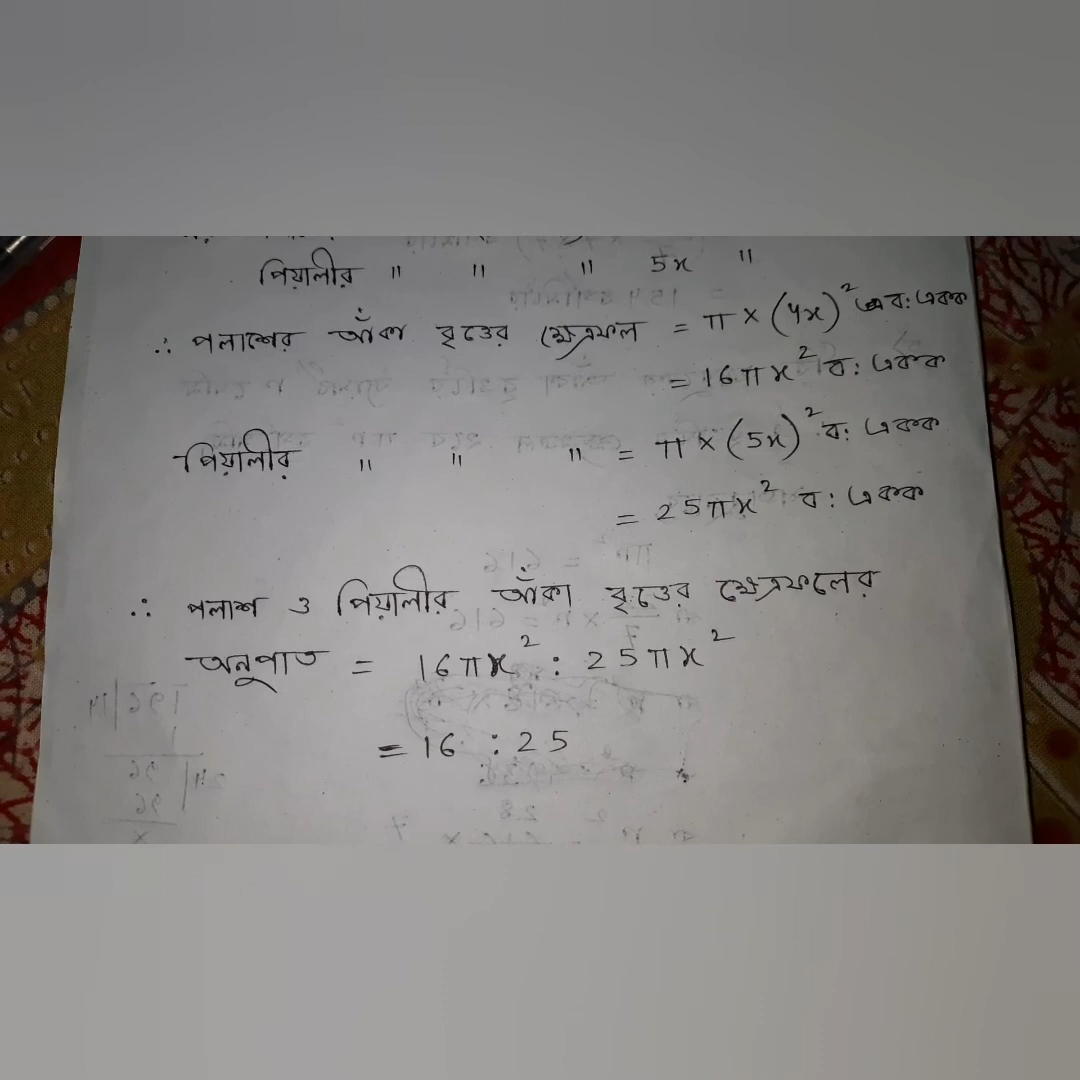 পিয়ালীর " " " 5x "
∴ পলাশের আঁকা বৃত্তের ক্ষেত্রফল = π × (4x)² ব: একক
= 16πx² ব: একক
পিয়ালীর " " " = π × (5x)² ব: একক
= 25πx² ব: একক
∴ পলাশ ও পিয়ালীর আঁকা বৃত্তের ক্ষেত্রফলের
অনুপাত = 16πx² : 25πx²
= 16 : 25